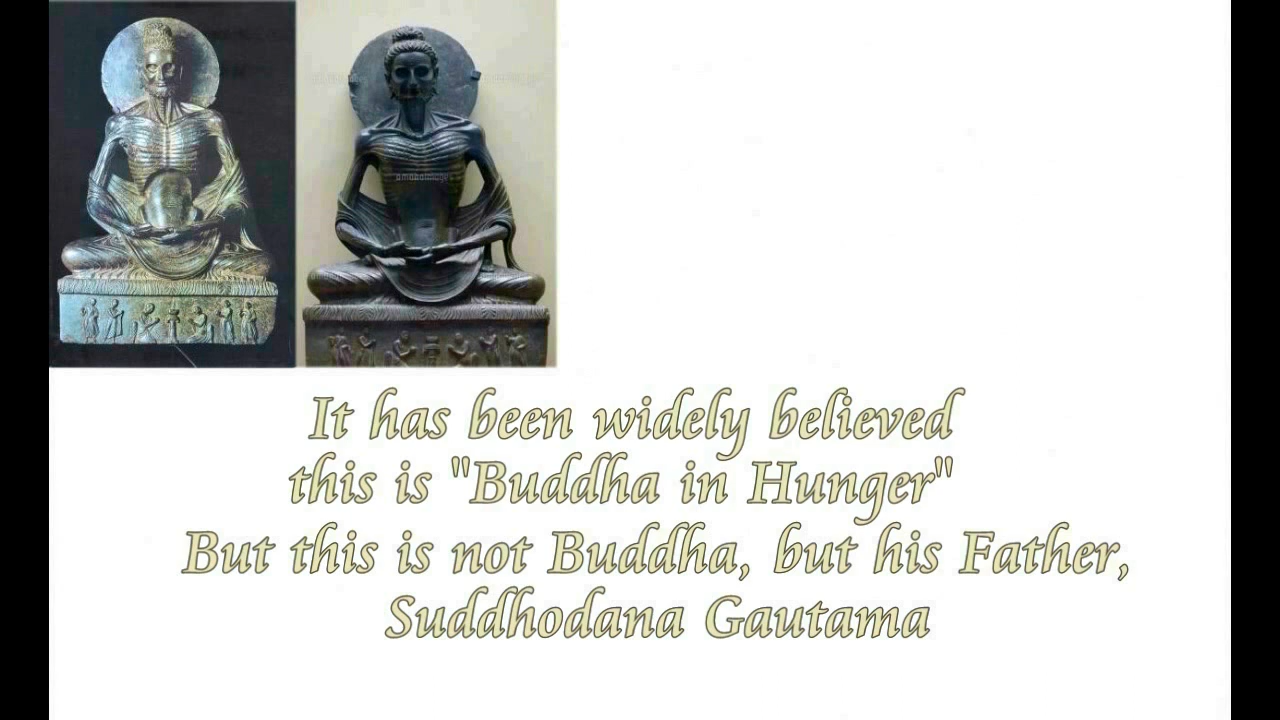 It has been widely believed
this is "Buddha in Hunger"
But this is not Buddha, but his Father,
Suddhodana Gautama